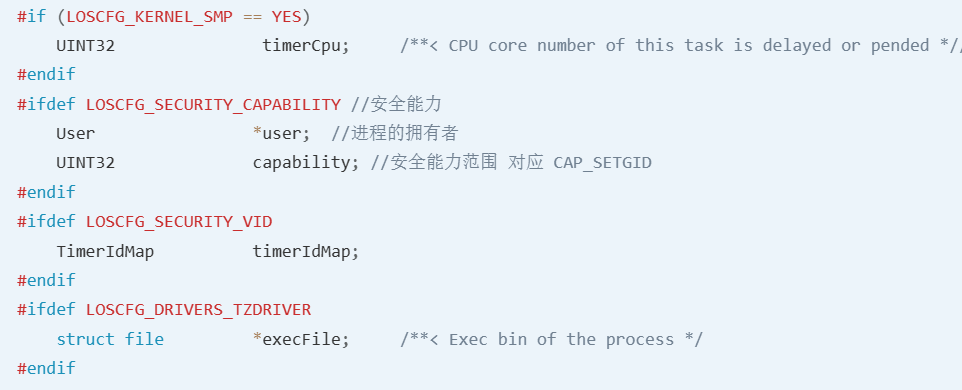 #if (LOSCFG_KERNEL_SMP == YES)
    UINT32               timerCpu;     /**< CPU core number of this task is delayed or pended */
#endif
#ifdef LOSCFG_SECURITY_CAPABILITY //安全能力
    User                *user;  //进程的拥有者
    UINT32              capability; //安全能力范围 对应 CAP_SETGID
#endif
#ifdef LOSCFG_SECURITY_VID
    TimerIdMap          timerIdMap;
#endif
#ifdef LOSCFG_DRIVERS_TZDRIVER
    struct file         *execFile;     /**< Exec bin of the process */
#endif